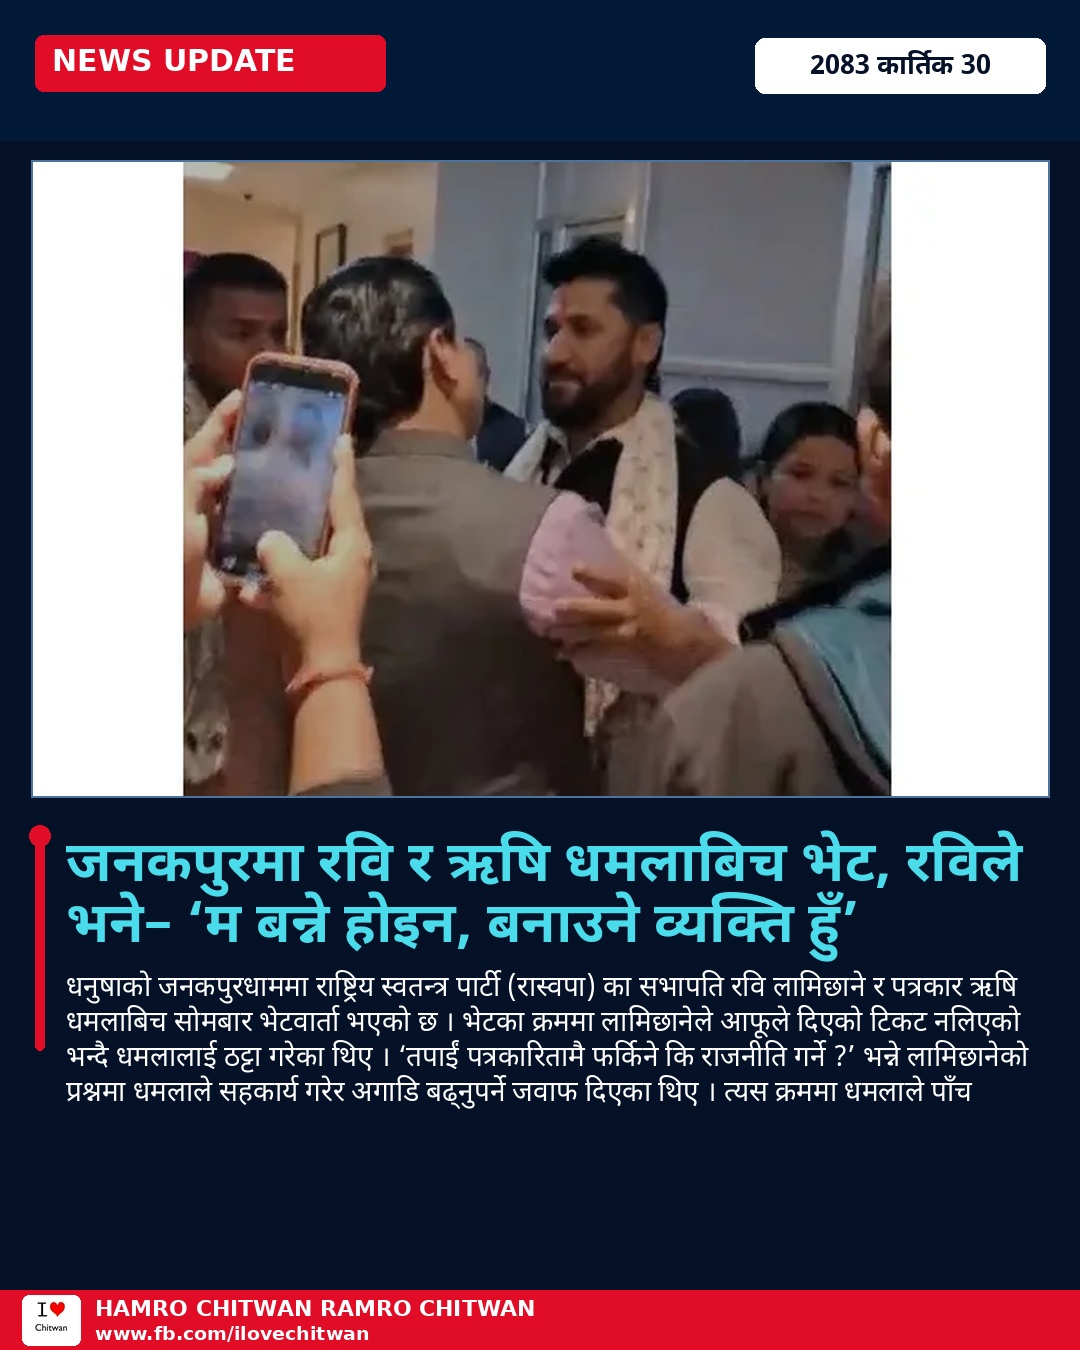 NEWS UPDATE
2083 कार्तिक 30
जनकपुरमा रवि र ऋषि धमलाबिच भेट, रविले
भने– ‘म बन्ने होइन, बनाउने व्यक्ति हुँ’
धनुषाको जनकपुरधाममा राष्ट्रिय स्वतन्त्र पार्टी (रास्वपा) का सभापति रवि लामिछाने र पत्रकार ऋषि
धमलाबिच सोमबार भेटवार्ता भएको छ । भेटका क्रममा लामिछानेले आफूले दिएको टिकट नलिएको
भन्दै धमलालाई ठट्टा गरेका थिए । ‘तपाईं पत्रकारितामै फर्किने कि राजनीति गर्ने ?’ भन्ने लामिछानेको
प्रश्नमा धमलाले सहकार्य गरेर अगाडि बढ्नुपर्ने जवाफ दिएका थिए । त्यस क्रममा धमलाले पाँच
I ♥
Chitwan
HAMRO CHITWAN RAMRO CHITWAN
www.fb.com/ilovechitwan